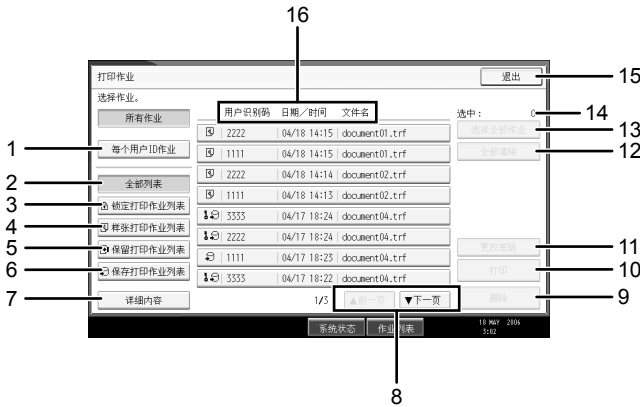 16
打印作业
退出
15
选择作业。
所有作业
用户识别码 日期／时间 文件名
选中： 0
14
2222 04/18 14:15 document01.trf
选择全部作业
13
1
每个用户ID作业
1111 04/18 14:15 document01.trf
全部清除
12
2
全部列表
2222 04/18 14:14 document02.trf
3
锁定打印作业列表
1111 04/18 14:13 document02.trf
4
样张打印作业列表
3333 04/17 18:24 document04.trf
5
保留打印作业列表
2222 04/17 18:24 document04.trf
更改密码
11
6
保存打印作业列表
1111 04/17 18:23 document04.trf
打印
10
3333 04/17 18:22 document04.trf
7
详细内容
1/3
▲前一页
▼下一页
删除
9
系统状态
作业列表
18 MAY 2006
3:02
8